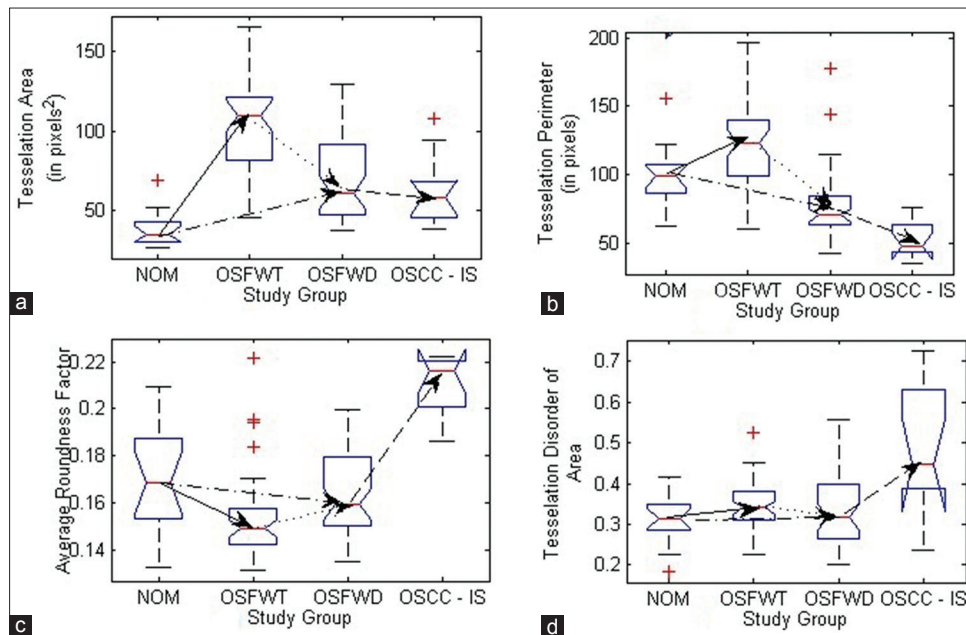 Tesselation Area
(in pixels²)
150
100
50
NOM OSFWT OSFWD OSCC - IS
Study Group
a
Tesselation Perimeter
(in pixels)
200
150
100
50
NOM OSFWT OSFWD OSCC - IS
Study Group
b
Average Roundness Factor
0.22
0.2
0.18
0.16
0.14
NOM OSFWT OSFWD OSCC - IS
Study Group
c
Tesselation Disorder of
Area
0.7
0.6
0.5
0.4
0.3
0.2
NOM OSFWT OSFWD OSCC - IS
Study Group
d